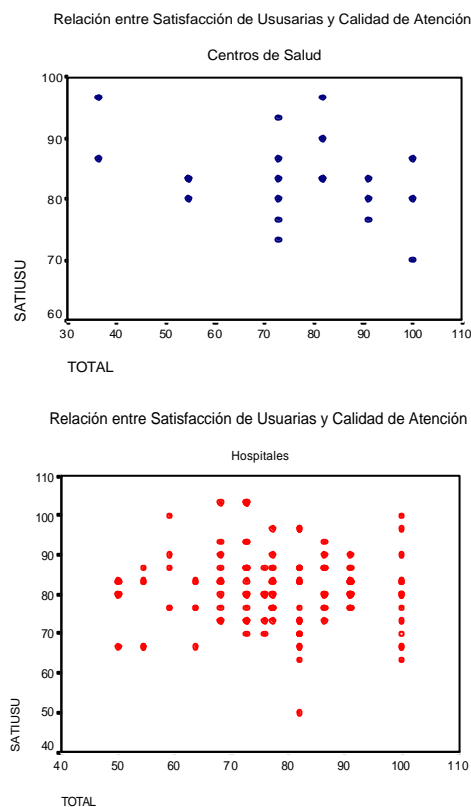 Relación entre Satisfacción de Ususarias y Calidad de Atención
Centros de Salud
100
90
80
70
60
SATIUSU
30 40 50 60 70 80 90 100 110
TOTAL
Relación entre Satisfacción de Usuarias y Calidad de Atención
Hospitales
110
100
90
80
70
60
50
40
SATIUSU
40 50 60 70 80 90 100 110
TOTAL